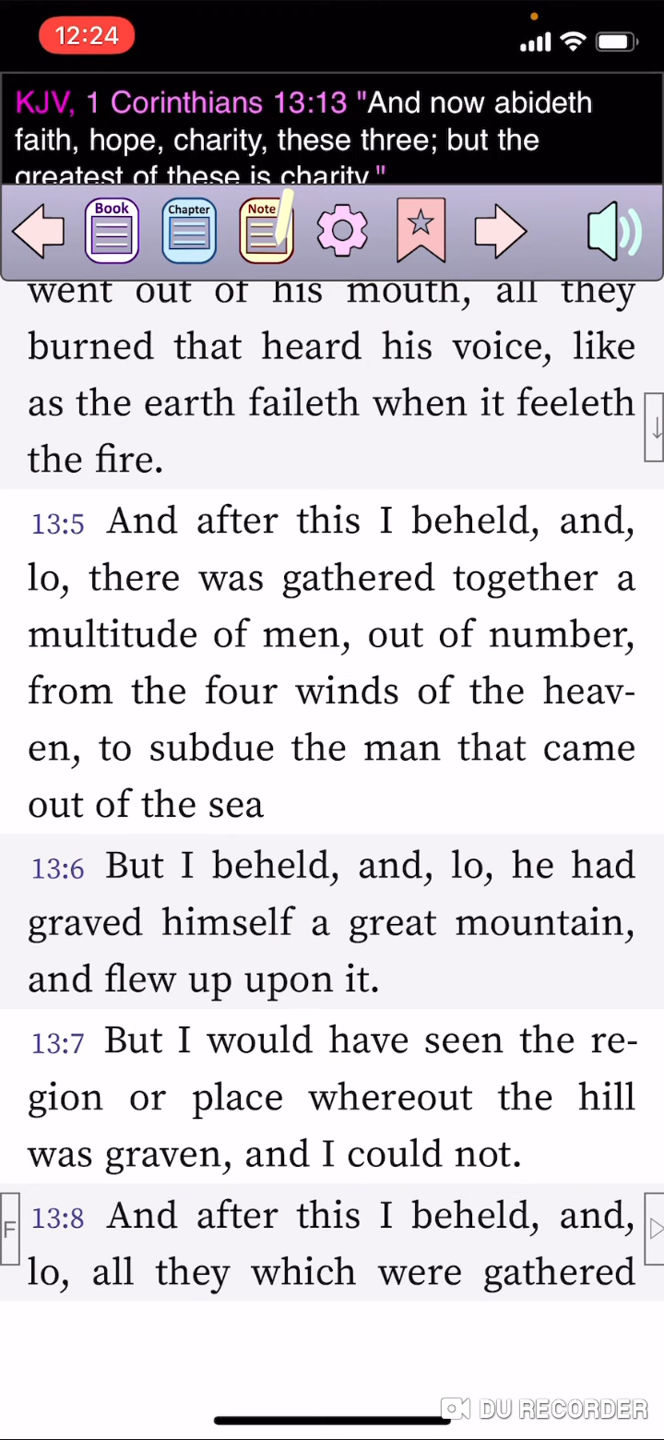 12:24
KJV, 1 Corinthians 13:13 "And now abideth
faith, hope, charity, these three; but the
greatest of these is charity."
Book
Chapter
Note
went out of his mouth, all they
burned that heard his voice, like
as the earth faileth when it feeleth
the fire.
13:5 And after this I beheld, and,
lo, there was gathered together a
multitude of men, out of number,
from the four winds of the heav-
en, to subdue the man that came
out of the sea
13:6 But I beheld, and, lo, he had
graved himself a great mountain,
and flew up upon it.
13:7 But I would have seen the re-
gion or place whereout the hill
was graven, and I could not.
F
13:8 And after this I beheld, and,
lo, all they which were gathered
DU RECORDER